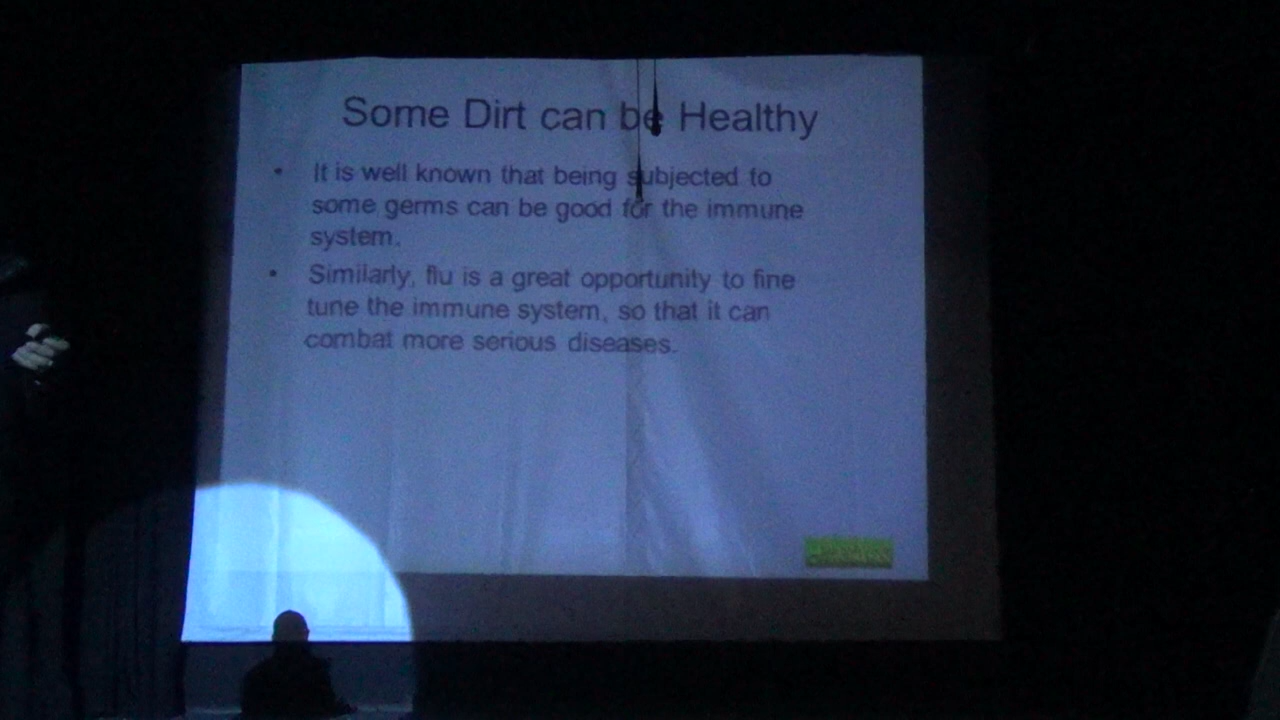 Some Dirt can be Healthy
• It is well known that being subjected to
some germs can be good for the immune
system.
• Similarly, flu is a great opportunity to fine
tune the immune system, so that it can
combat more serious diseases.